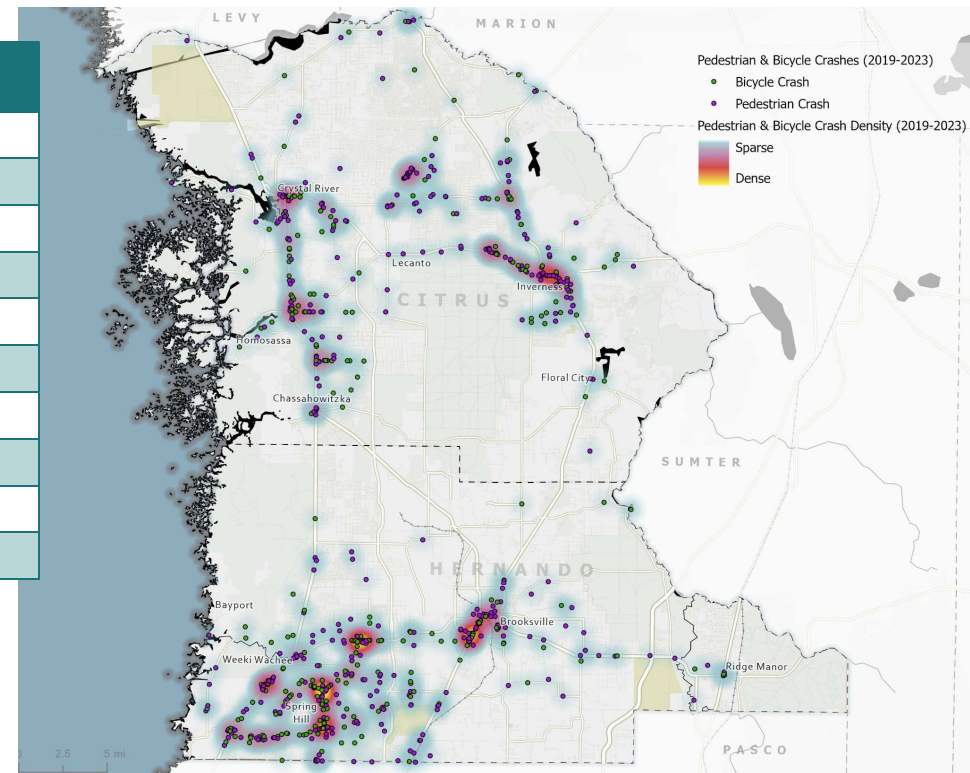 LEVY
MARION
Pedestrian & Bicycle Crashes (2019-2023)
Bicycle Crash
Pedestrian Crash
Pedestrian & Bicycle Crash Density (2019-2023)
Sparse
Dense
Crystal River
Lecanto
Inverness
CITRUS
Homosassa
Floral City
Chassahowitzka
SUMTER
HERNANDO
Bayport
Brooksville
Weeki Wachee
Ridge Manor
Spring
Hill
PASCO
0 2.5 5 mi